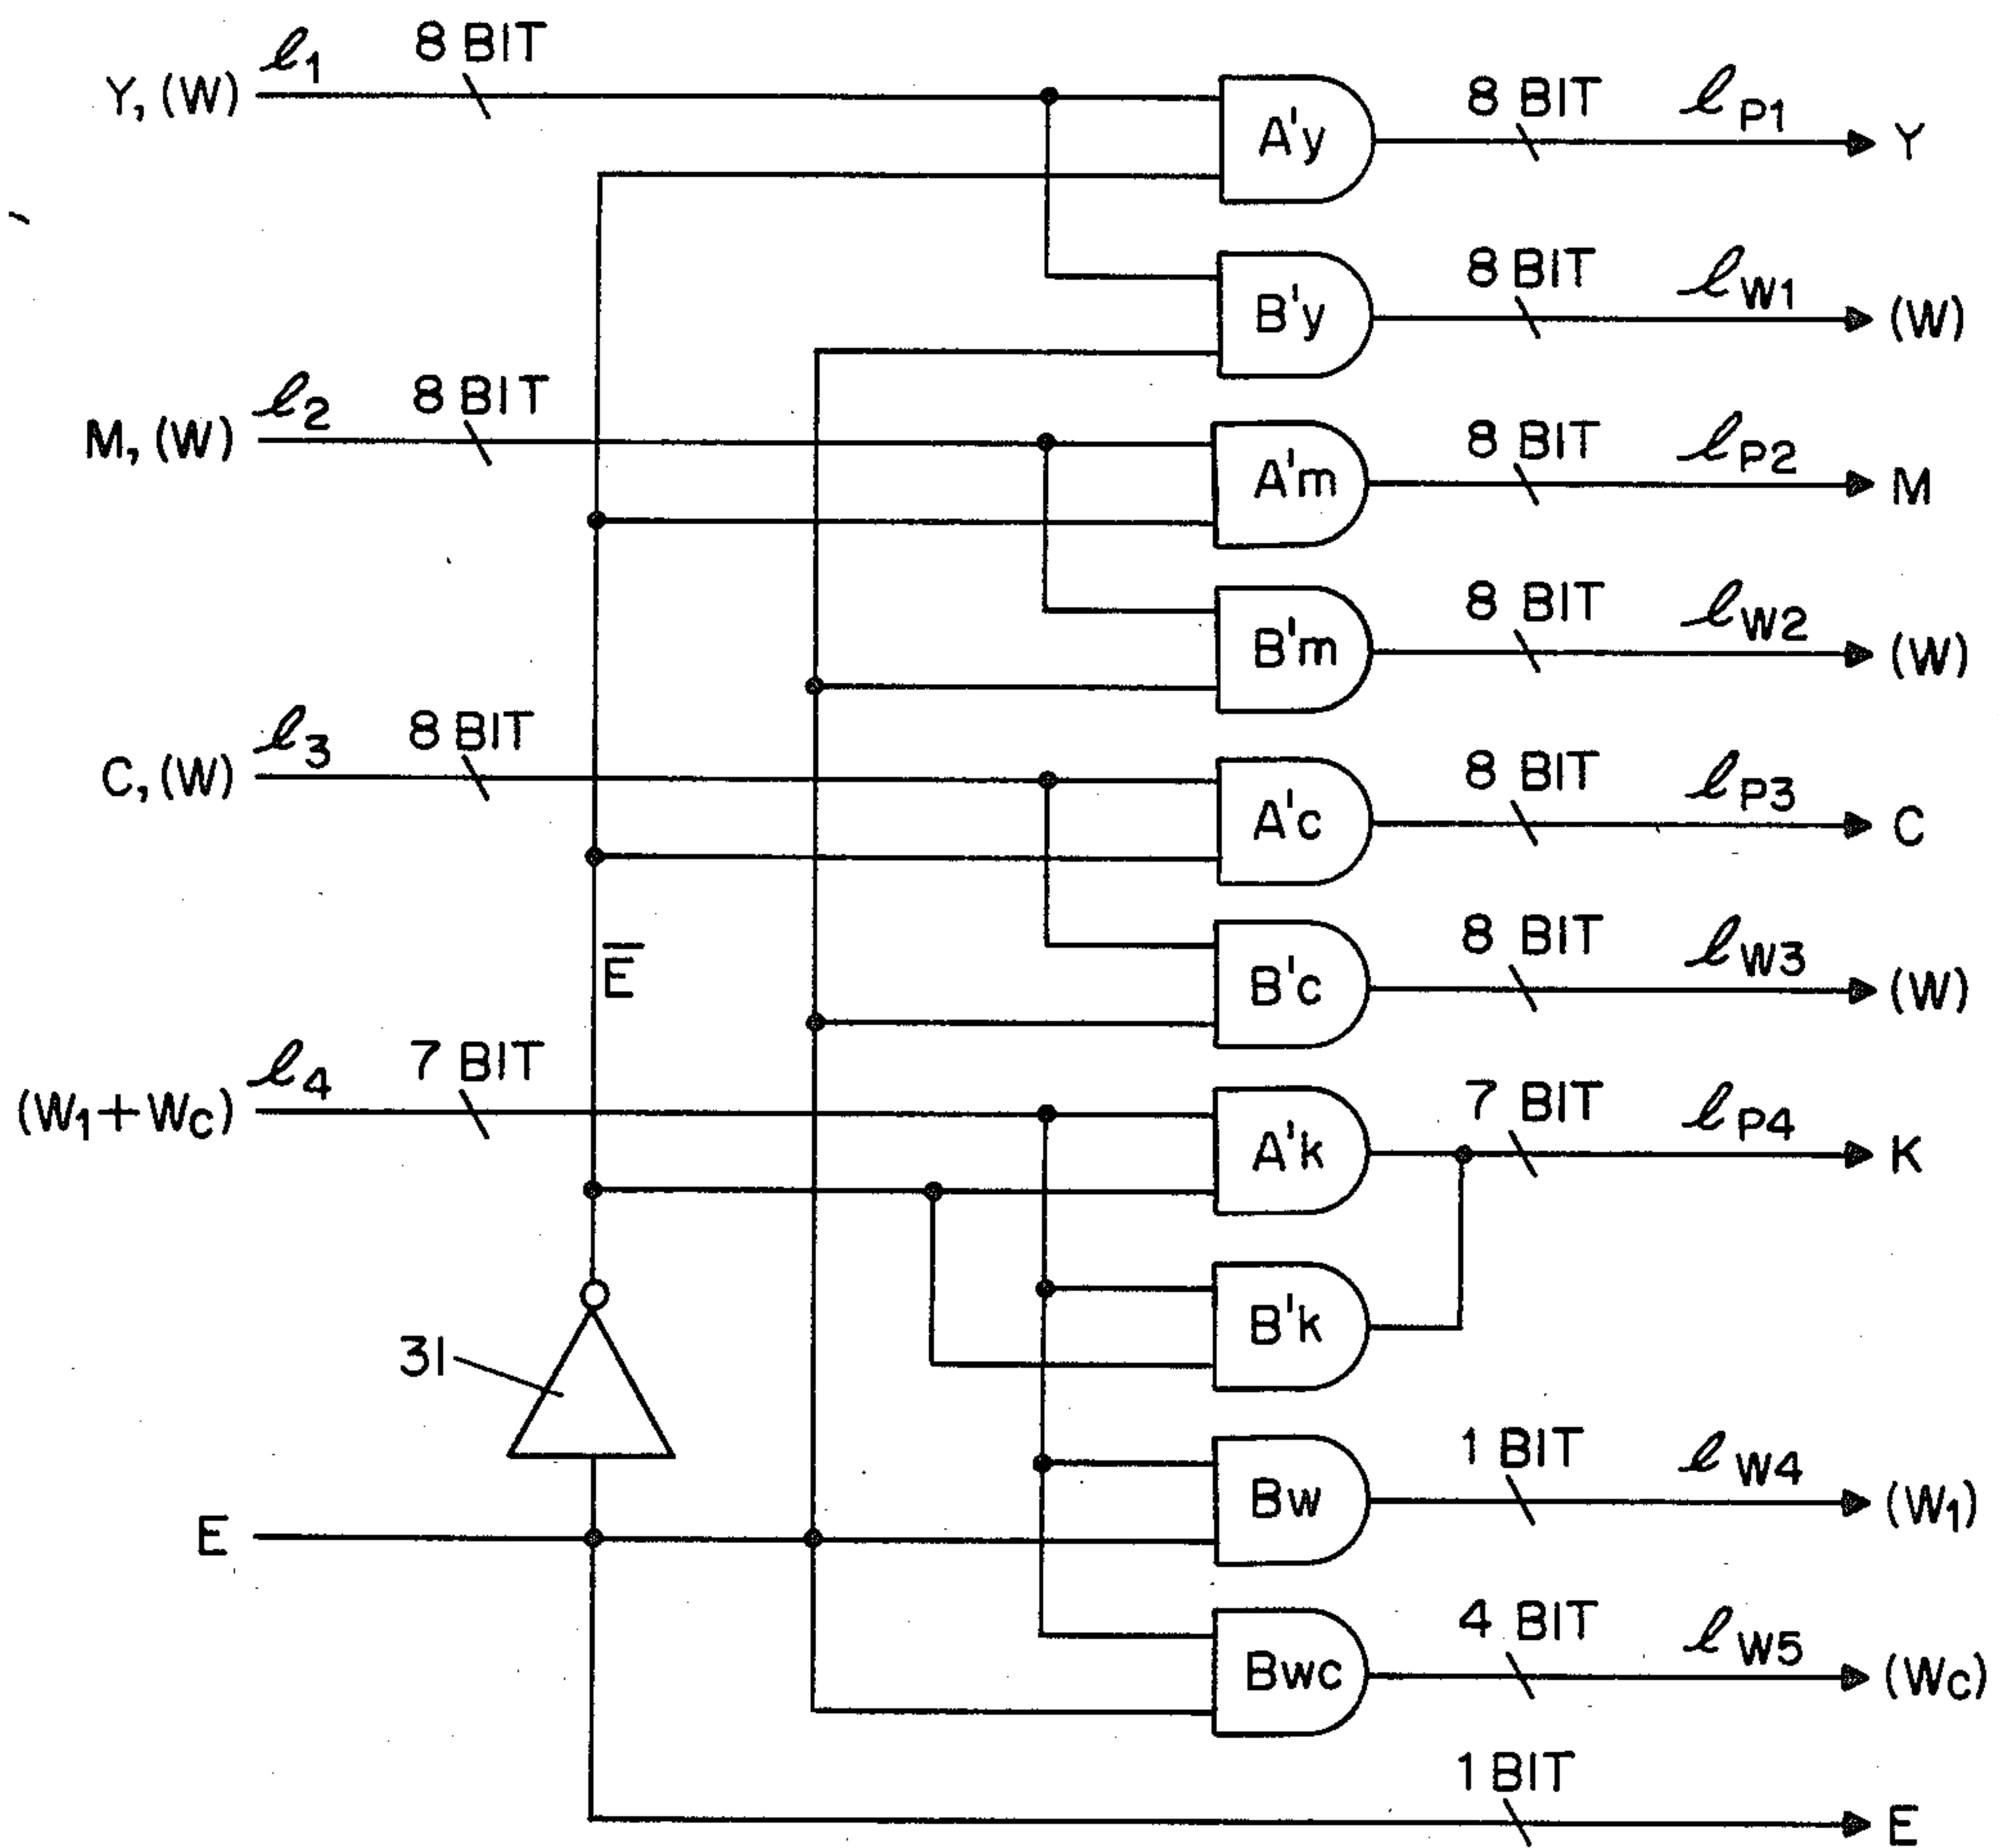 Y, (W) ℓ1 8 BIT
A'y 8 BIT ℓP1 Y
B'y 8 BIT ℓW1 (W)
M, (W) ℓ2 8 BIT
A'm 8 BIT ℓP2 M
B'm 8 BIT ℓW2 (W)
C, (W) ℓ3 8 BIT
A'c 8 BIT ℓP3 C
E̅
B'c 8 BIT ℓW3 (W)
(W1+Wc) ℓ4 7 BIT
A'k 7 BIT ℓP4 K
B'k
31
Bw 1 BIT ℓW4 (W1)
E
Bwc 4 BIT ℓW5 (Wc)
1 BIT E